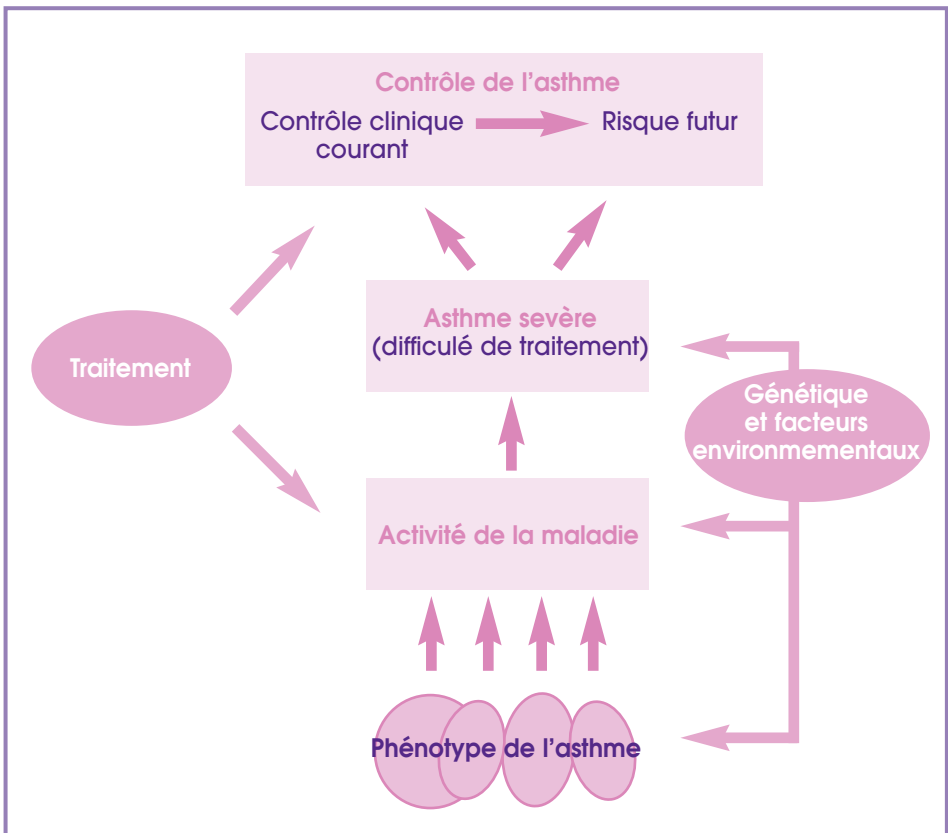 Contrôle de l'asthme
Contrôle clinique
courant
Risque futur
Asthme sevère
(difficulé de traitement)
Traitement
Génétique
et facteurs
environmementaux
Activité de la maladie
Phénotype de l'asthme